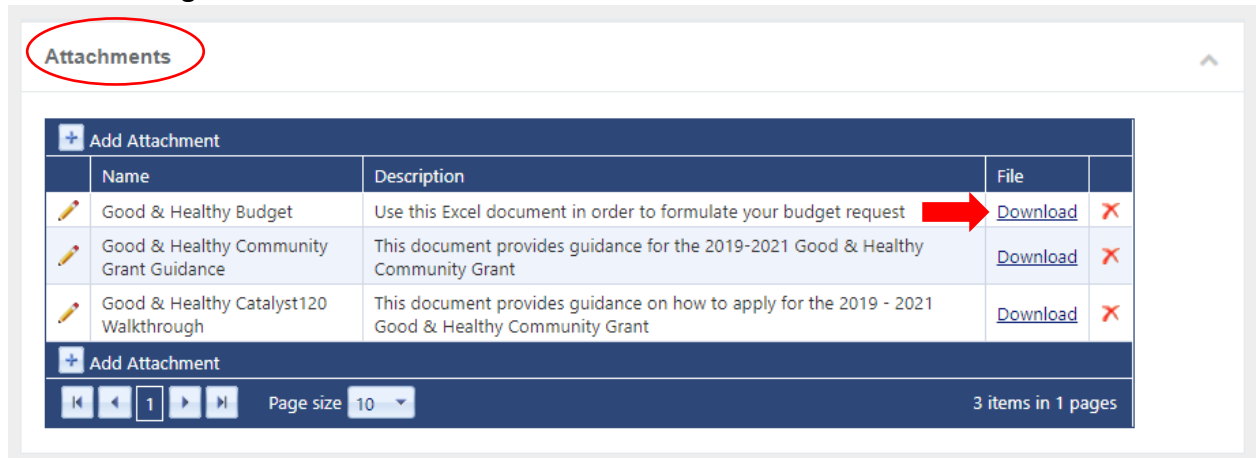 Attachments
Add Attachment
Name Description File
Good & Healthy Budget Use this Excel document in order to formulate your budget request Download
Good & Healthy Community This document provides guidance for the 2019-2021 Good & Healthy Download
Grant Guidance Community Grant
Good & Healthy Catalyst120 This document provides guidance on how to apply for the 2019 - 2021 Download
Walkthrough Good & Healthy Community Grant
Add Attachment
1 Page size 10 3 items in 1 pages